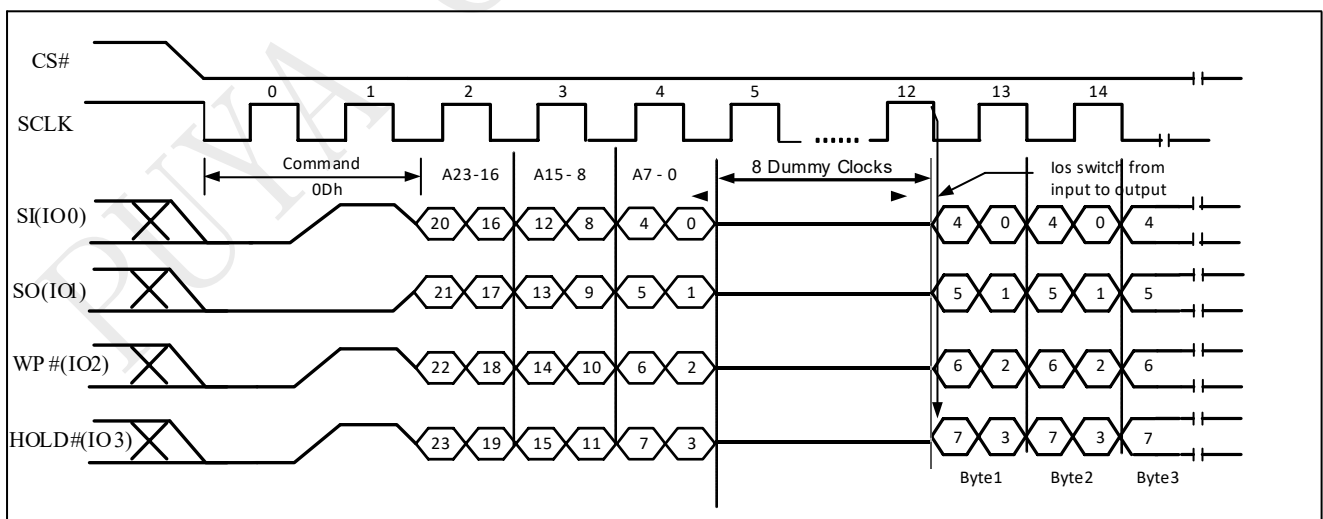 PUYA
CS#
0 1 2 3 4 5 12 13 14
SCLK
Command
0Dh
A23-16 A15-8 A7-0
8 Dummy Clocks
Ios switch from
input to output
SI(IO0) 20 16 12 8 4 0 4 0 4 0 4
SO(IO1) 21 17 13 9 5 1 5 1 5 1 5
WP#(IO2) 22 18 14 10 6 2 6 2 6 2 6
HOLD#(IO3) 23 19 15 11 7 3 7 3 7 3 7
Byte1 Byte2 Byte3